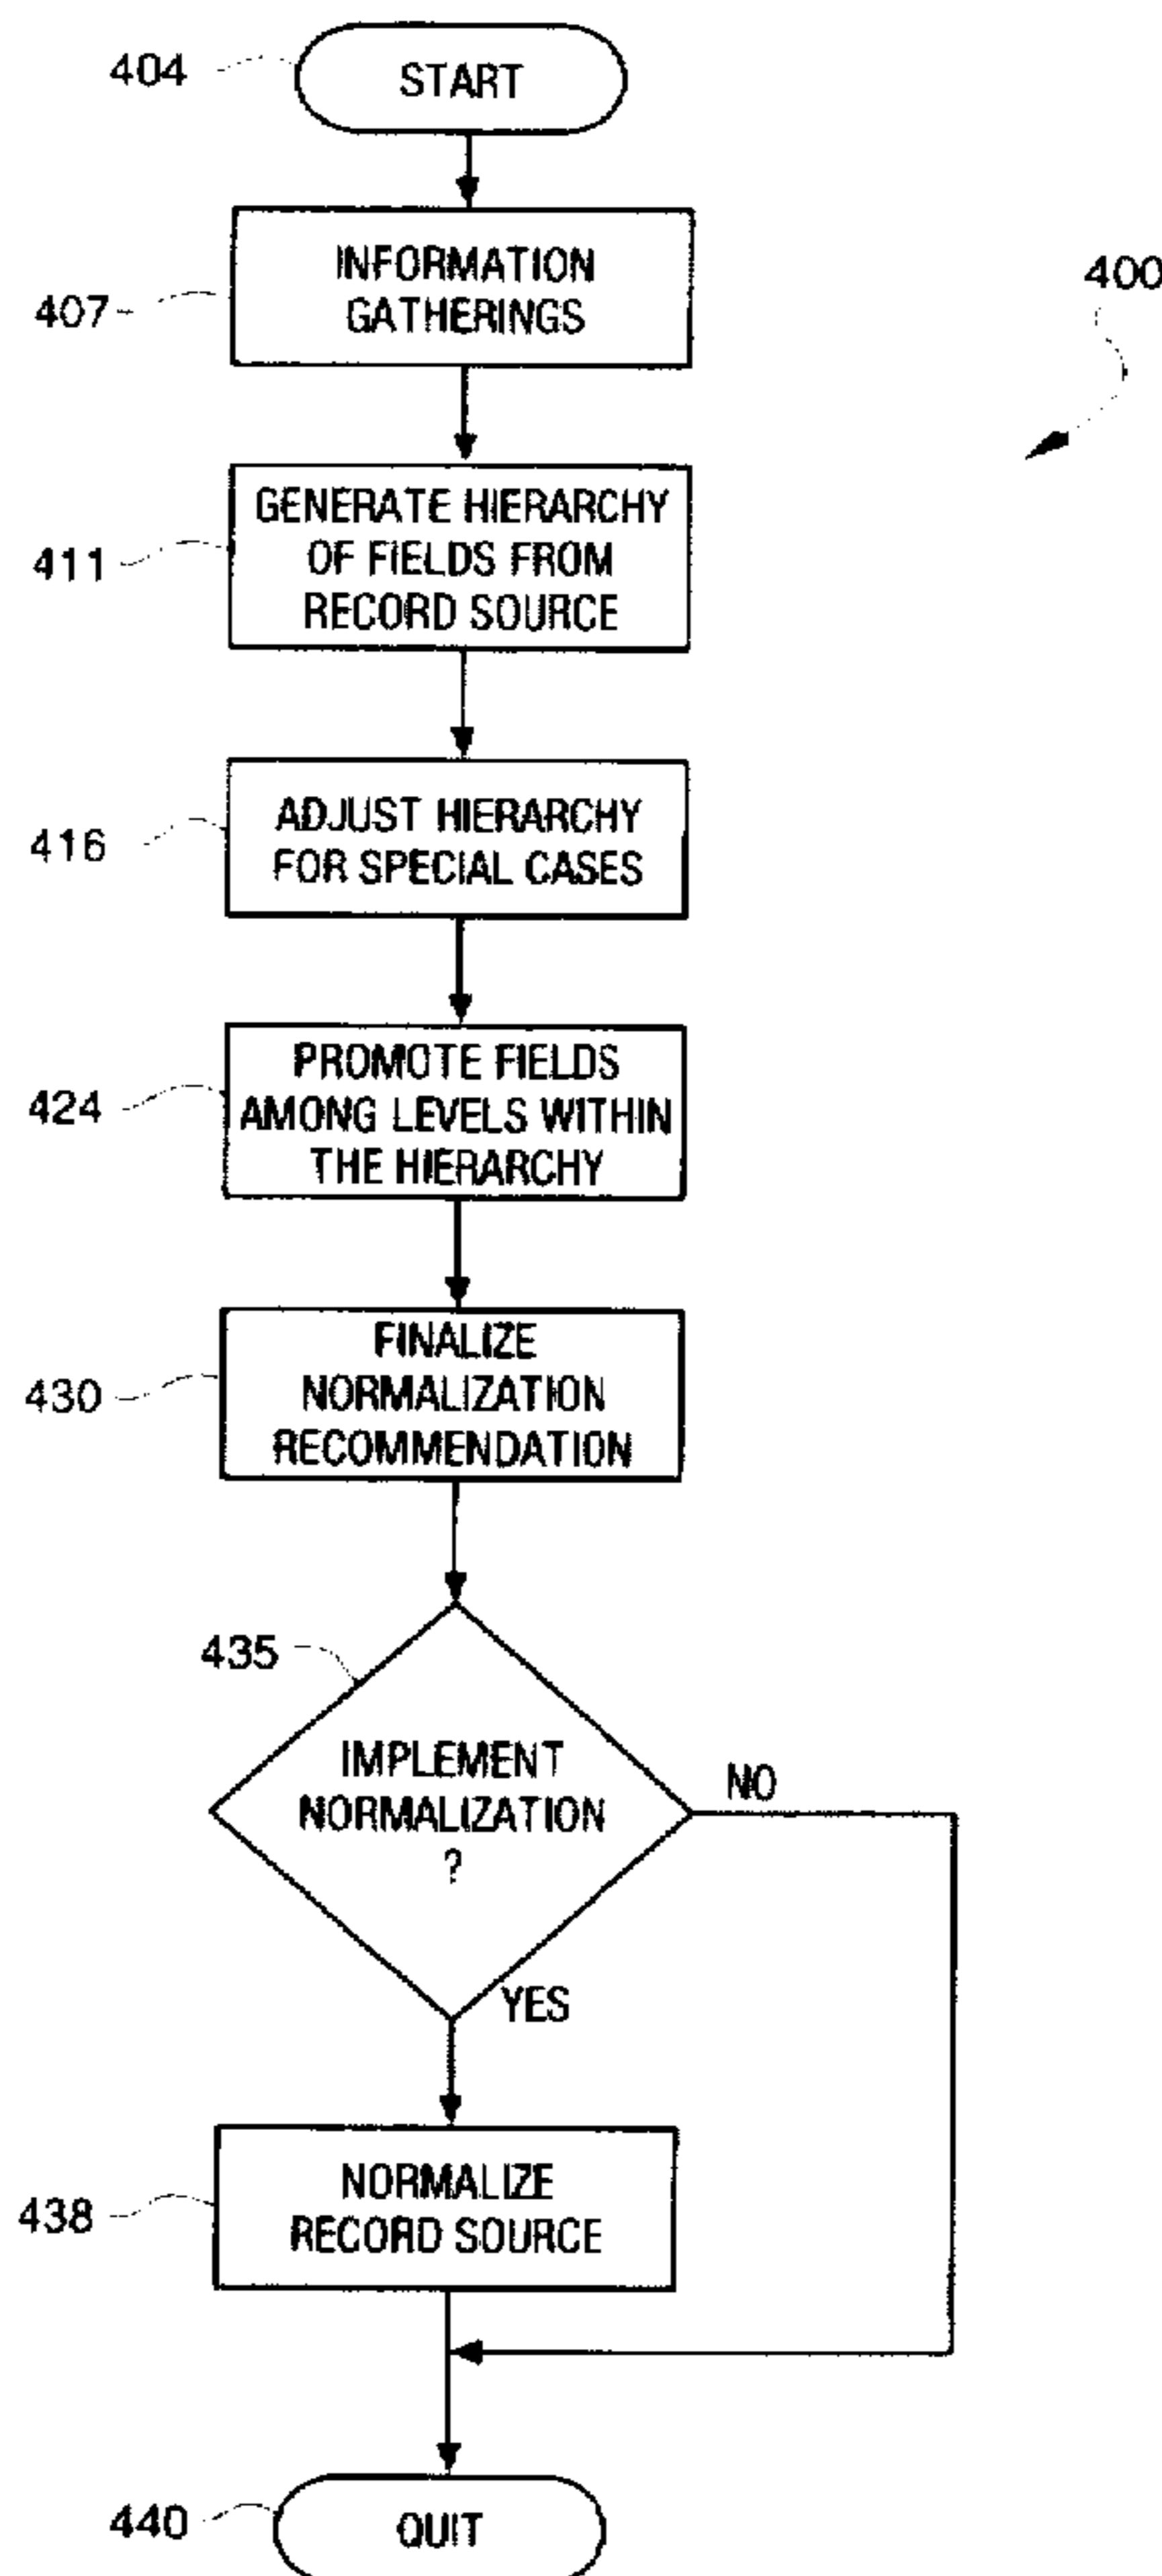 404
START
INFORMATION
GATHERINGS
407
400
GENERATE HIERARCHY
OF FIELDS FROM
RECORD SOURCE
411
ADJUST HIERARCHY
FOR SPECIAL CASES
416
PROMOTE FIELDS
AMONG LEVELS WITHIN
THE HIERARCHY
424
FINALIZE
NORMALIZATION
RECOMMENDATION
430
435
IMPLEMENT
NORMALIZATION
?
NO
YES
NORMALIZE
RECORD SOURCE
438
440
QUIT